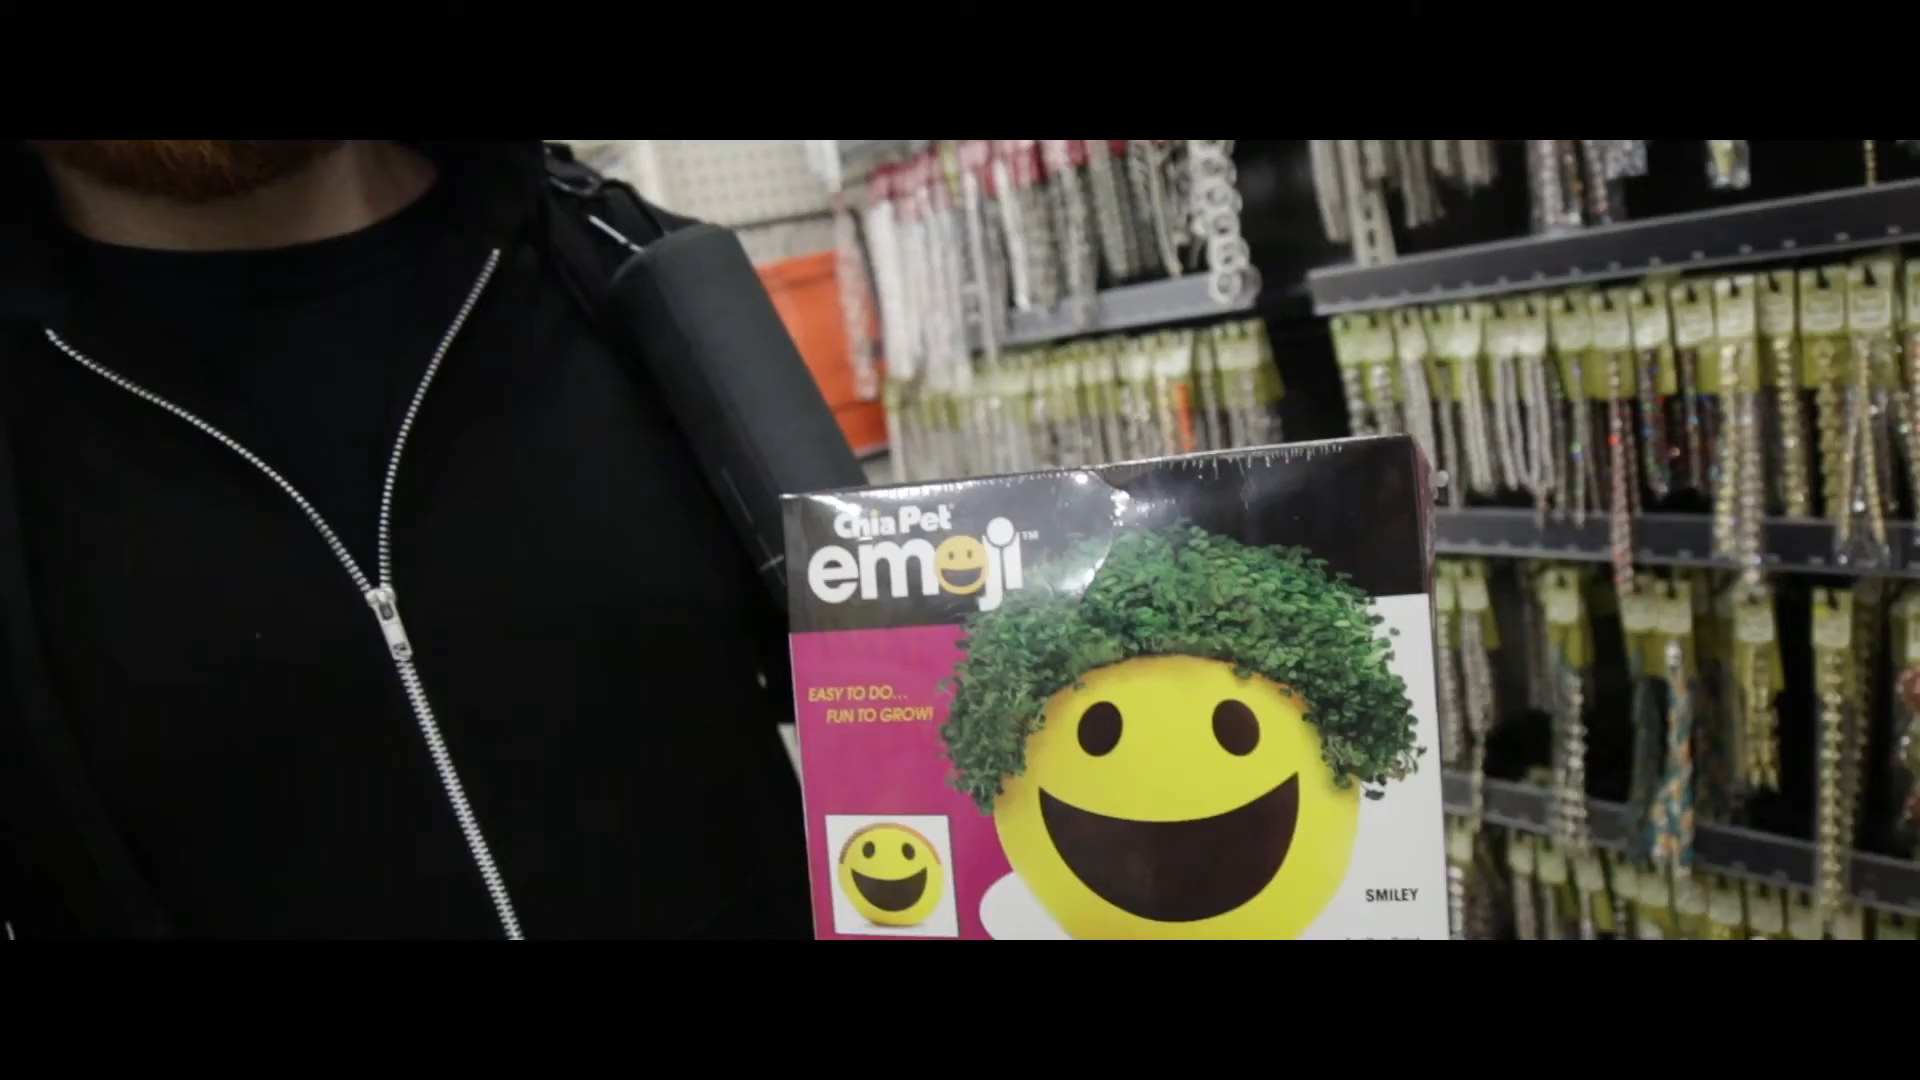 Chia Pet®
emoji™
EASY TO DO...
FUN TO GROW!
SMILEY